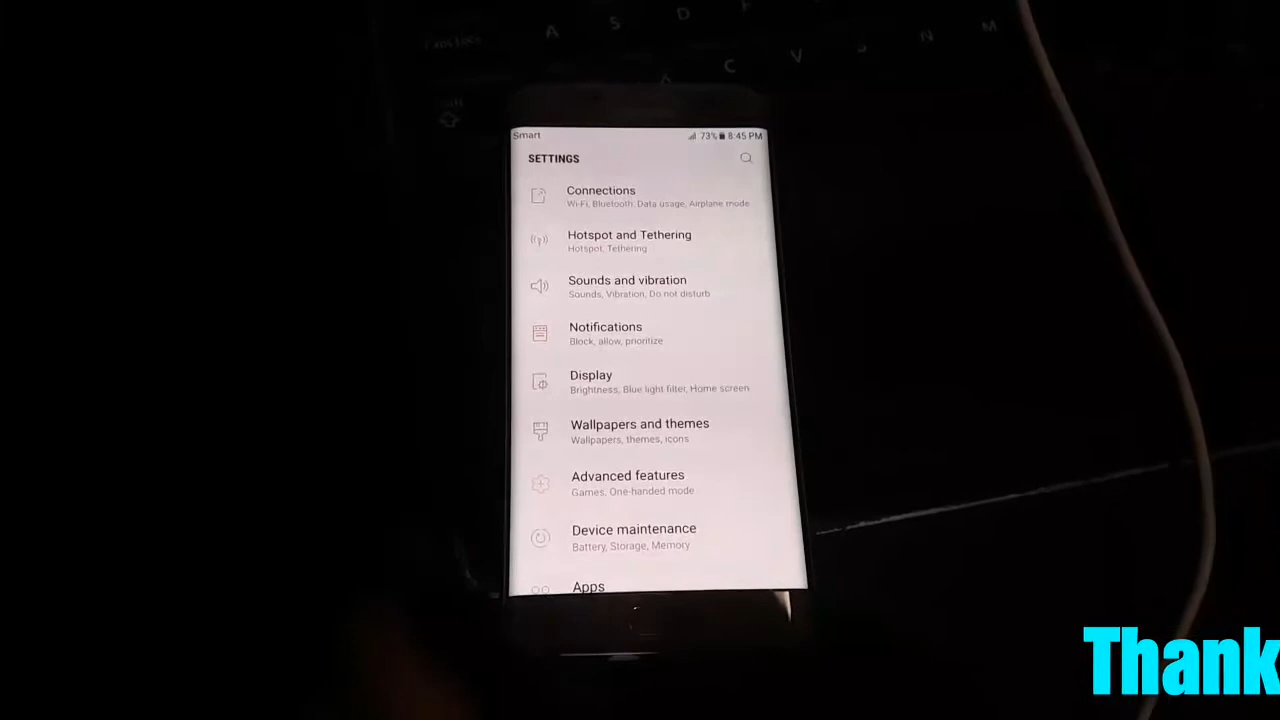 A S D F
C V N M
Smart 73% 8:45 PM
SETTINGS
Connections
Wi-Fi, Bluetooth, Data usage, Airplane mode
Hotspot and Tethering
Hotspot, Tethering
Sounds and vibration
Sounds, Vibration, Do not disturb
Notifications
Block, allow, prioritize
Display
Brightness, Blue light filter, Home screen
Wallpapers and themes
Wallpapers, themes, icons
Advanced features
Games, One-handed mode
Device maintenance
Battery, Storage, Memory
Apps
Thank